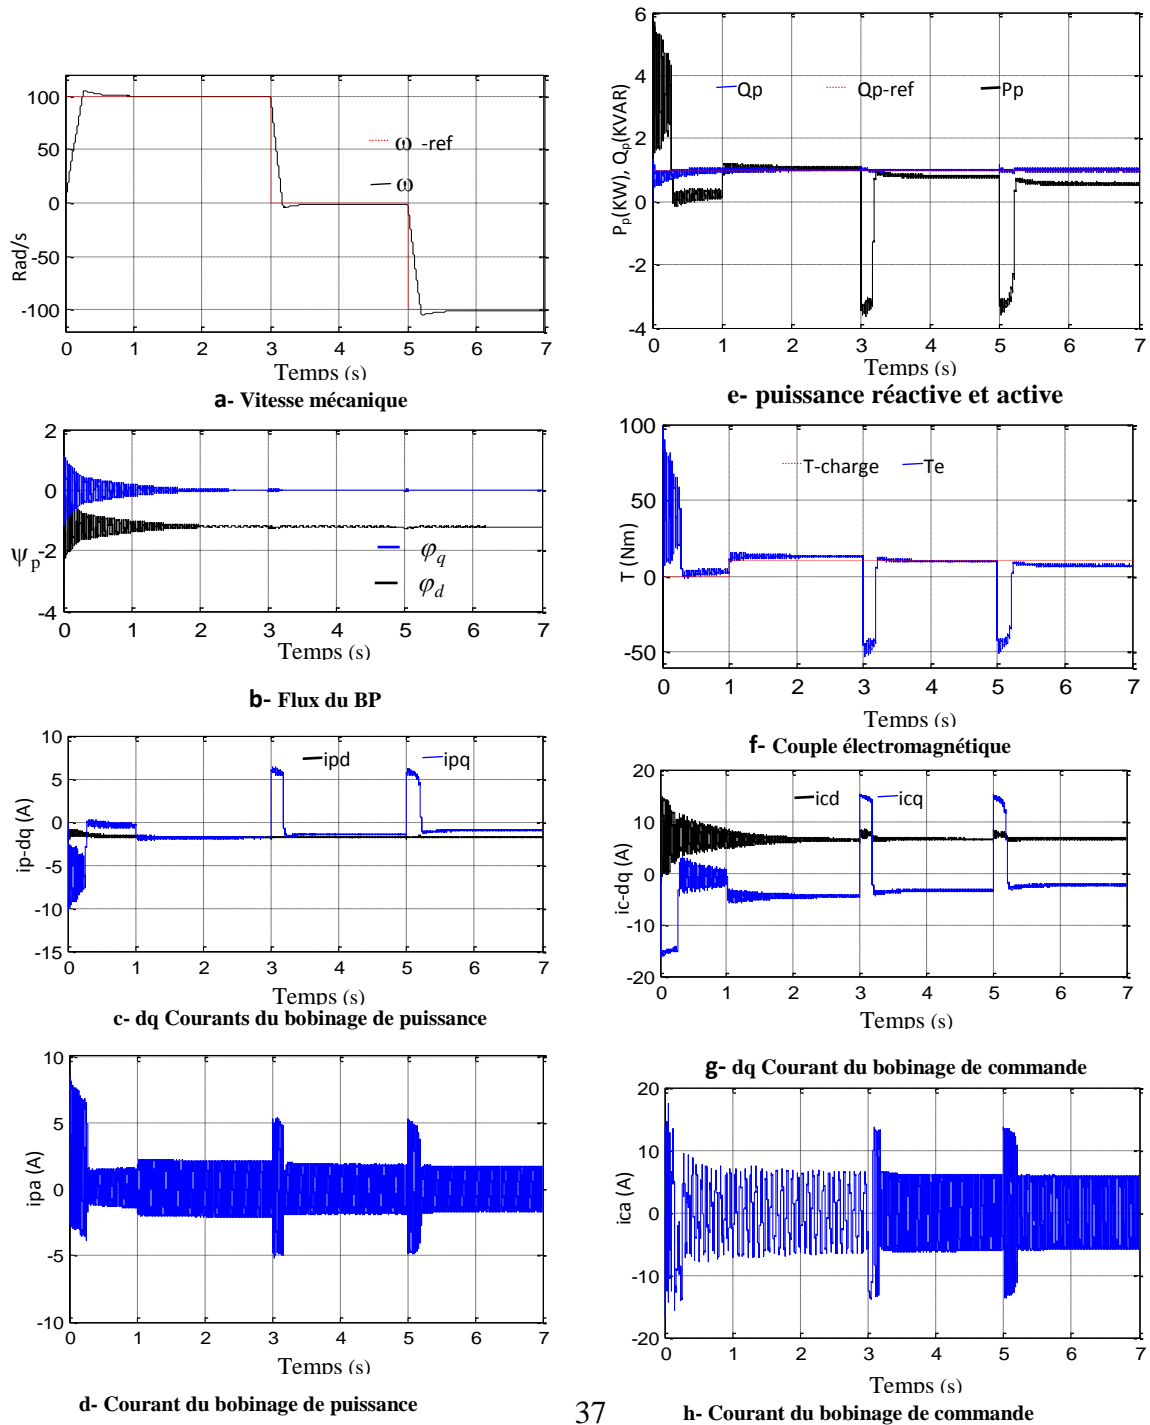 100
50
0
-50
-100
Rad/s
ω -ref
ω
0 1 2 3 4 5 6 7
Temps (s)
a- Vitesse mécanique
2
0
-2
-4
ψp
φq
φd
0 1 2 3 4 5 6 7
Temps (s)
b- Flux du BP
10
5
0
-5
-10
-15
ip-dq (A)
ipd ipq
0 1 2 3 4 5 6 7
Temps (s)
c- dq Courants du bobinage de puissance
10
5
0
-5
-10
ipa (A)
0 1 2 3 4 5 6 7
Temps (s)
d- Courant du bobinage de puissance
6
4
2
0
-2
-4
Pp(KW), Qp(KVAR)
Qp Qp-ref Pp
0 1 2 3 4 5 6 7
Temps (s)
e- puissance réactive et active
100
50
0
-50
T (Nm)
T-charge Te
0 1 2 3 4 5 6 7
Temps (s)
f- Couple électromagnétique
20
10
0
-10
-20
ic-dq (A)
icd icq
0 1 2 3 4 5 6 7
Temps (s)
g- dq Courant du bobinage de commande
20
10
0
-10
-20
ica (A)
0 1 2 3 4 5 6 7
Temps (s)
h- Courant du bobinage de commande
37